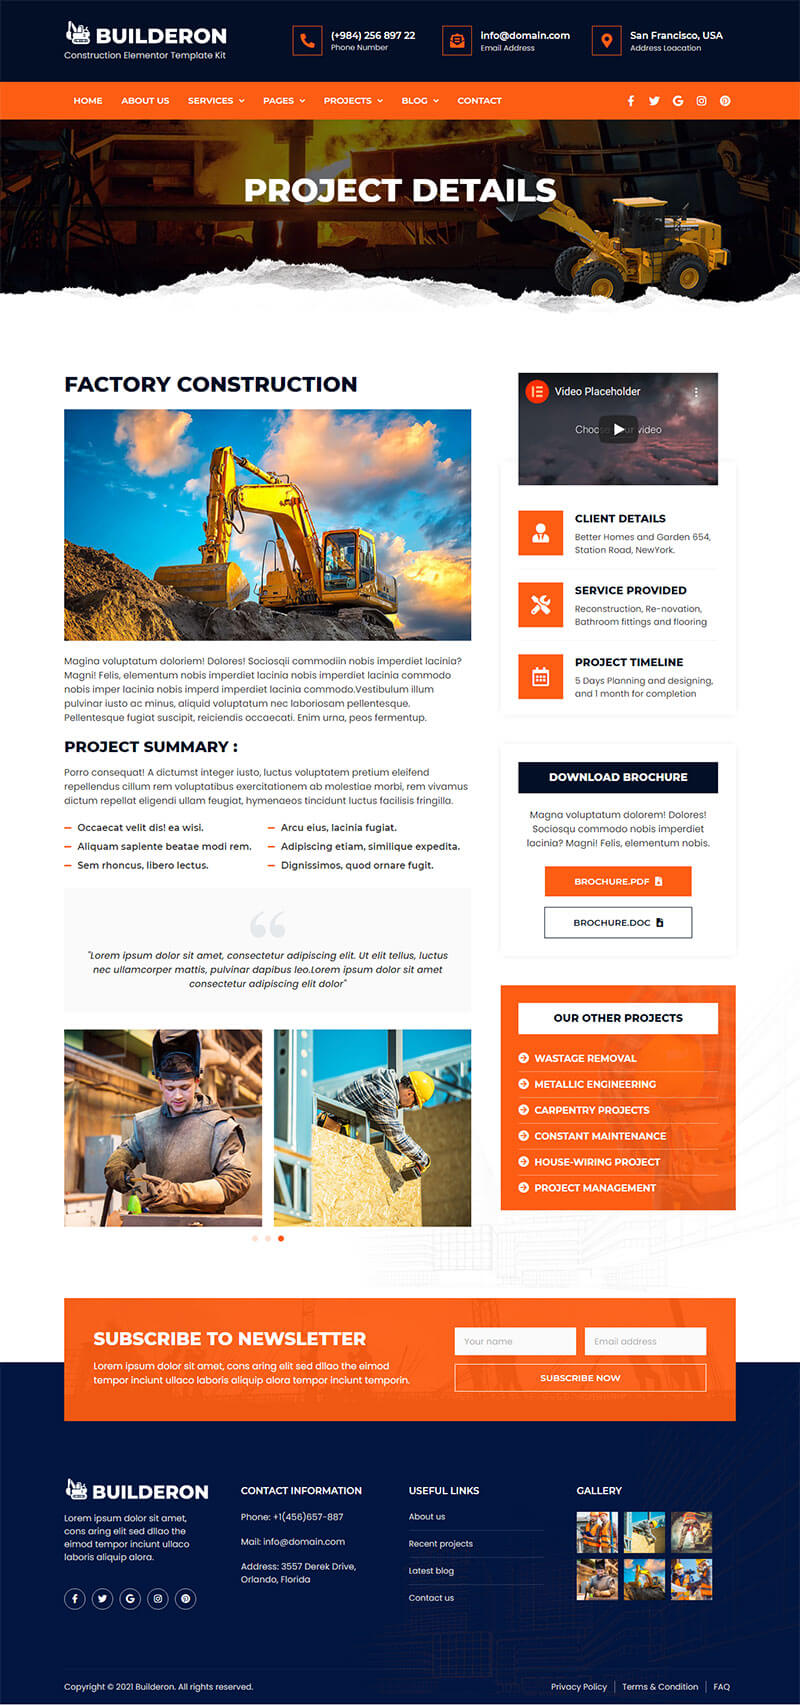 BUILDERON
Construction Elementor Template Kit
(+984) 256 897 22
Phone Number
info@domain.com
Email Address
San Francisco, USA
Address Loacation
HOME ABOUT US SERVICES PAGES PROJECTS BLOG CONTACT
PROJECT DETAILS
FACTORY CONSTRUCTION
Magina voluptatum doloriem! Dolores! Sociosqii commodiin nobis imperdiet lacinia?
Magni! Felis, elementum nobis imperdiet lacinia nobis imperdiet lacinia commodo
nobis imper lacinia nobis imperd imperdiet lacinia commodo.Vestibulum illum
pulvinar iusto ac minus, aliquid voluptatum nec laboriosam pellentesque.
Pellentesque fugiat suscipit, reiciendis occaecati. Enim urna, peos fermentup.
PROJECT SUMMARY :
Porro consequat! A dictumst integer iusto, luctus voluptatem pretium eleifend
repellendus cillum rem voluptatibus exercitationem ab molestiae morbi, rem vivamus
dictum repellat eligendi ullam feugiat, hymenaeos tincidunt luctus facilisis fringilla.
Occaecat velit dis! ea wisi.
Aliquam sapiente beatae modi rem.
Sem rhoncus, libero lectus.
Arcu eius, lacinia fugiat.
Adipiscing etiam, similique expedita.
Dignissimos, quod ornare fugit.
"Lorem ipsum dolor sit amet, consectetur adipiscing elit. Ut elit tellus, luctus
nec ullamcorper mattis, pulvinar dapibus leo.Lorem ipsum dolor sit amet
consectetur adipiscing elit dolor"
Video Placeholder
Choose your video
CLIENT DETAILS
Better Homes and Garden 654,
Station Road, NewYork.
SERVICE PROVIDED
Reconstruction, Re-novation,
Bathroom fittings and flooring
PROJECT TIMELINE
5 Days Planning and designing,
and 1 month for completion
DOWNLOAD BROCHURE
Magna voluptatum dolorem! Dolores!
Sociosqu commodo nobis imperdiet
lacinia? Magni! Felis, elementum nobis.
BROCHURE.PDF
BROCHURE.DOC
OUR OTHER PROJECTS
WASTAGE REMOVAL
METALLIC ENGINEERING
CARPENTRY PROJECTS
CONSTANT MAINTENANCE
HOUSE-WIRING PROJECT
PROJECT MANAGEMENT
SUBSCRIBE TO NEWSLETTER
Lorem ipsum dolor sit amet, cons aring elit sed dllao the eimod
tempor inciunt ullaco laboris aliquip alora tempor inciunt temporin.
Your name
Email address
SUBSCRIBE NOW
BUILDERON
Lorem ipsum dolor sit amet,
cons aring elit sed dllao the
eimod tempor inciunt ullaco
laboris aliquip alora.
CONTACT INFORMATION
Phone: +1(456)657-887
Mail: info@domain.com
Address: 3557 Derek Drive,
Orlando, Florida
USEFUL LINKS
About us
Recent projects
Latest blog
Contact us
GALLERY
Copyright © 2021 Builderon. All rights reserved.
Privacy Policy
Terms & Condition
FAQ